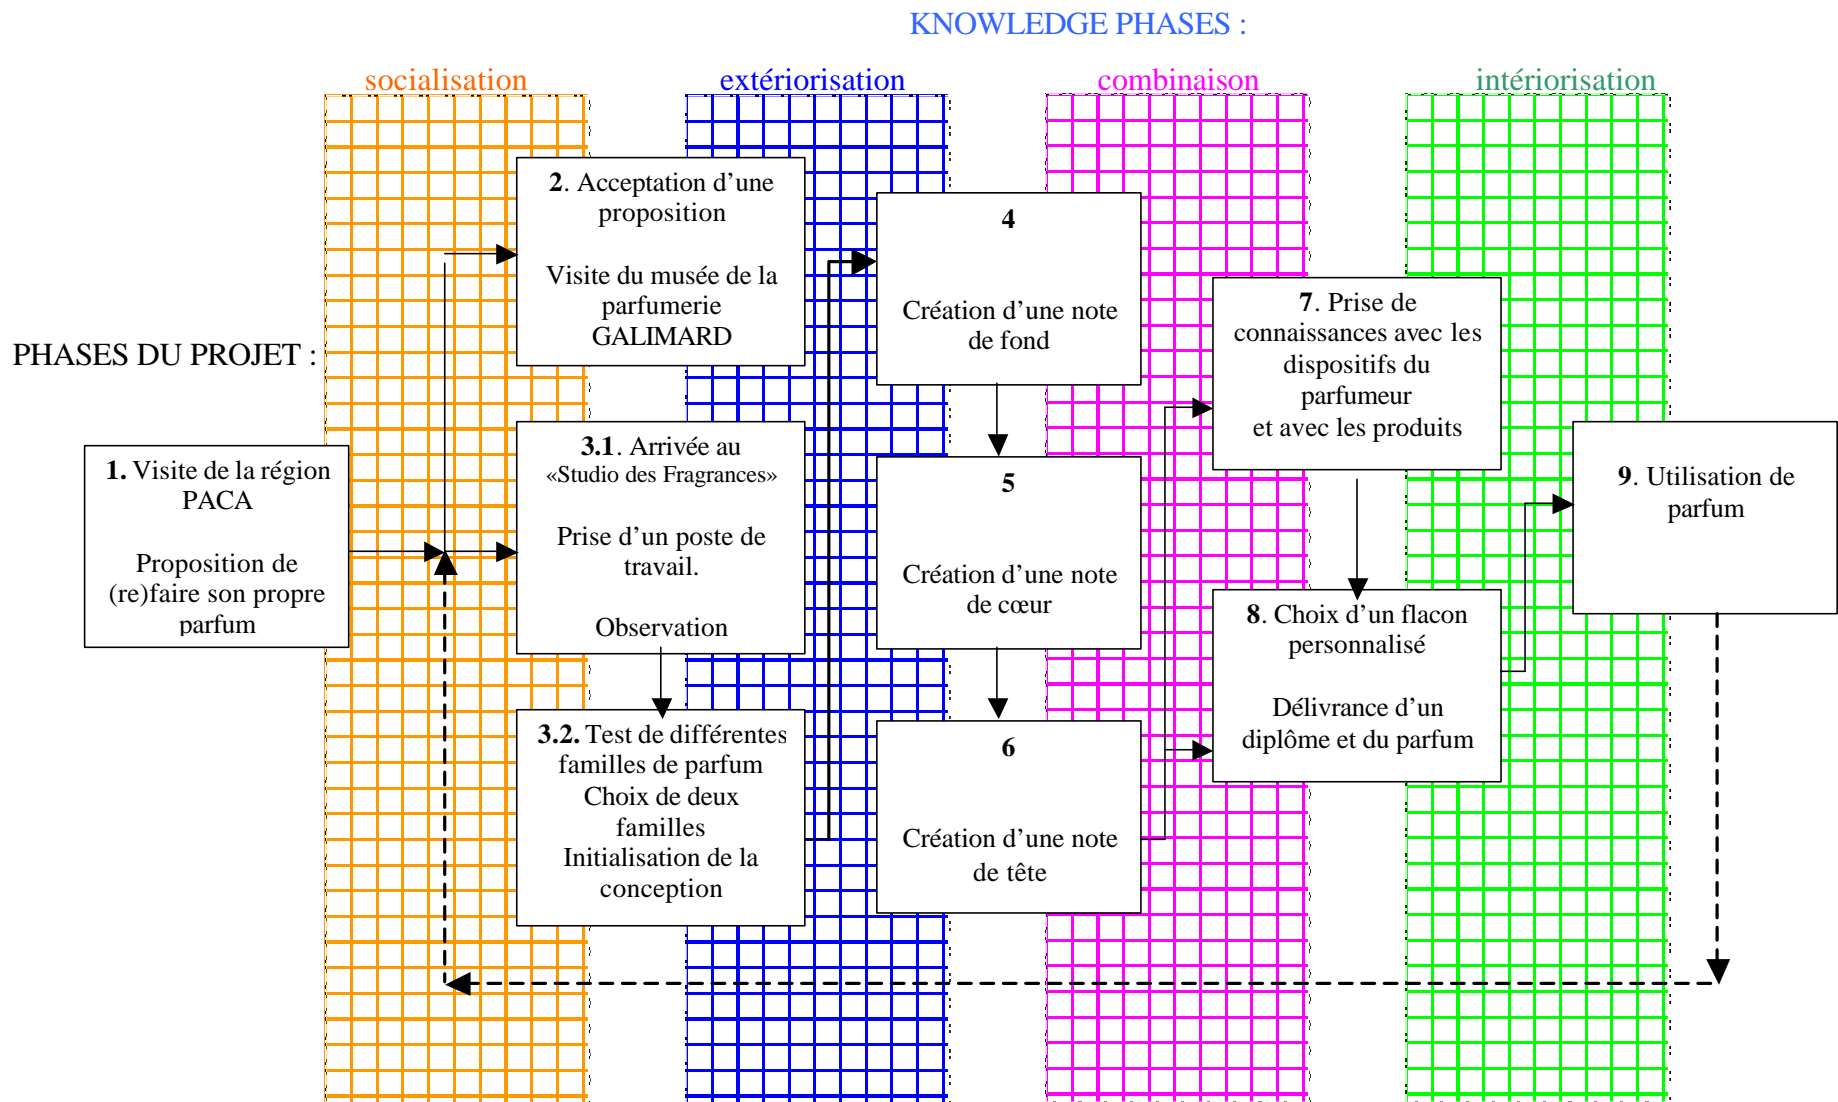 KNOWLEDGE PHASES :
socialisation
extériorisation
combinaison
intériorisation
PHASES DU PROJET :
1. Visite de la région
PACA
Proposition de
(re)faire son propre
parfum
2. Acceptation d’une
proposition
Visite du musée de la
parfumerie
GALIMARD
3.1. Arrivée au
«Studio des Fragrances»
Prise d’un poste de
travail.
Observation
3.2. Test de différentes
familles de parfum
Choix de deux
familles
Initialisation de la
conception
4
Création d’une note
de fond
5
Création d’une note
de cœur
6
Création d’une note
de tête
7. Prise de
connaissances avec les
dispositifs du
parfumeur
et avec les produits
8. Choix d’un flacon
personnalisé
Délivrance d’un
diplôme et du parfum
9. Utilisation de
parfum